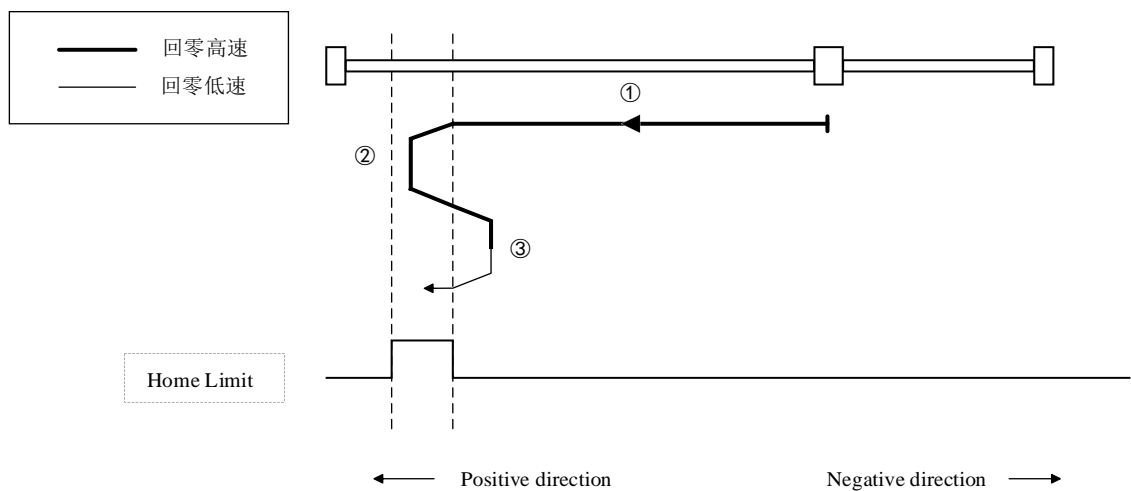 回零高速
回零低速
①
②
③
Home Limit
Positive direction
Negative direction